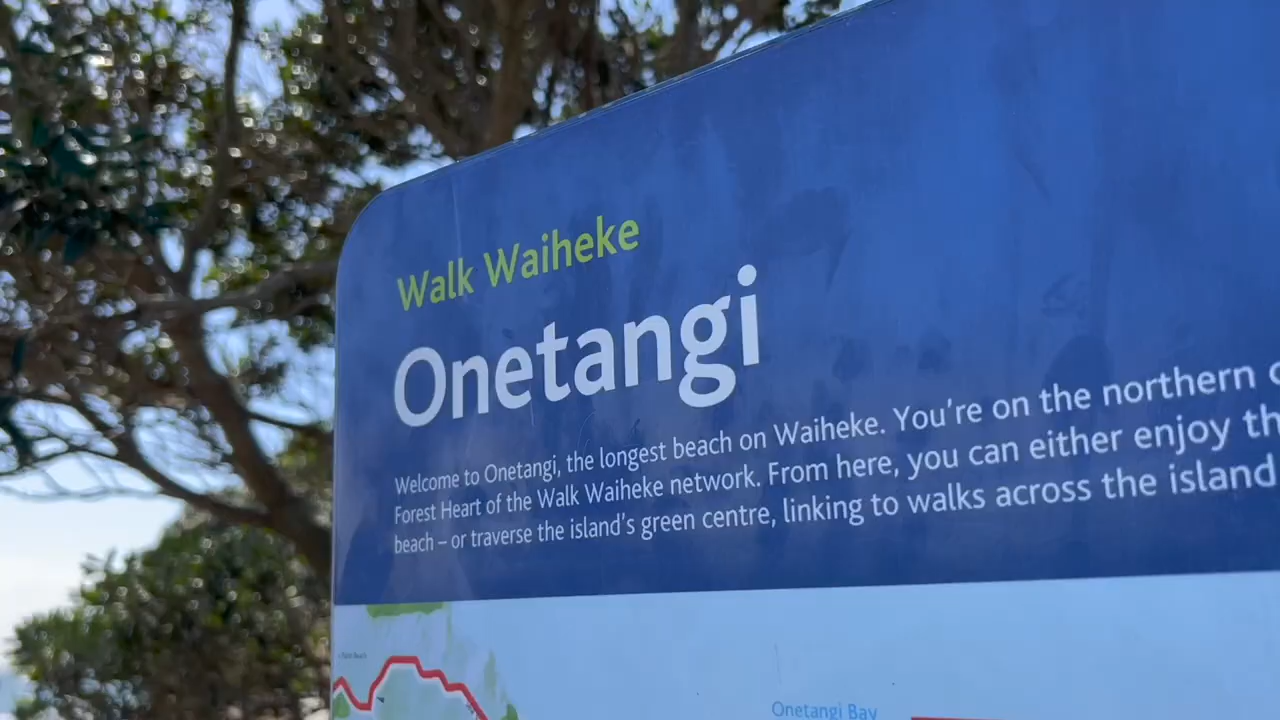 Walk Waiheke
Onetangi
Welcome to Onetangi, the longest beach on Waiheke. You're on the northern
Forest Heart of the Walk Waiheke network. From here, you can either enjoy
beach – or traverse the island's green centre, linking to walks across the island
Palm Beach
Onetangi Bay